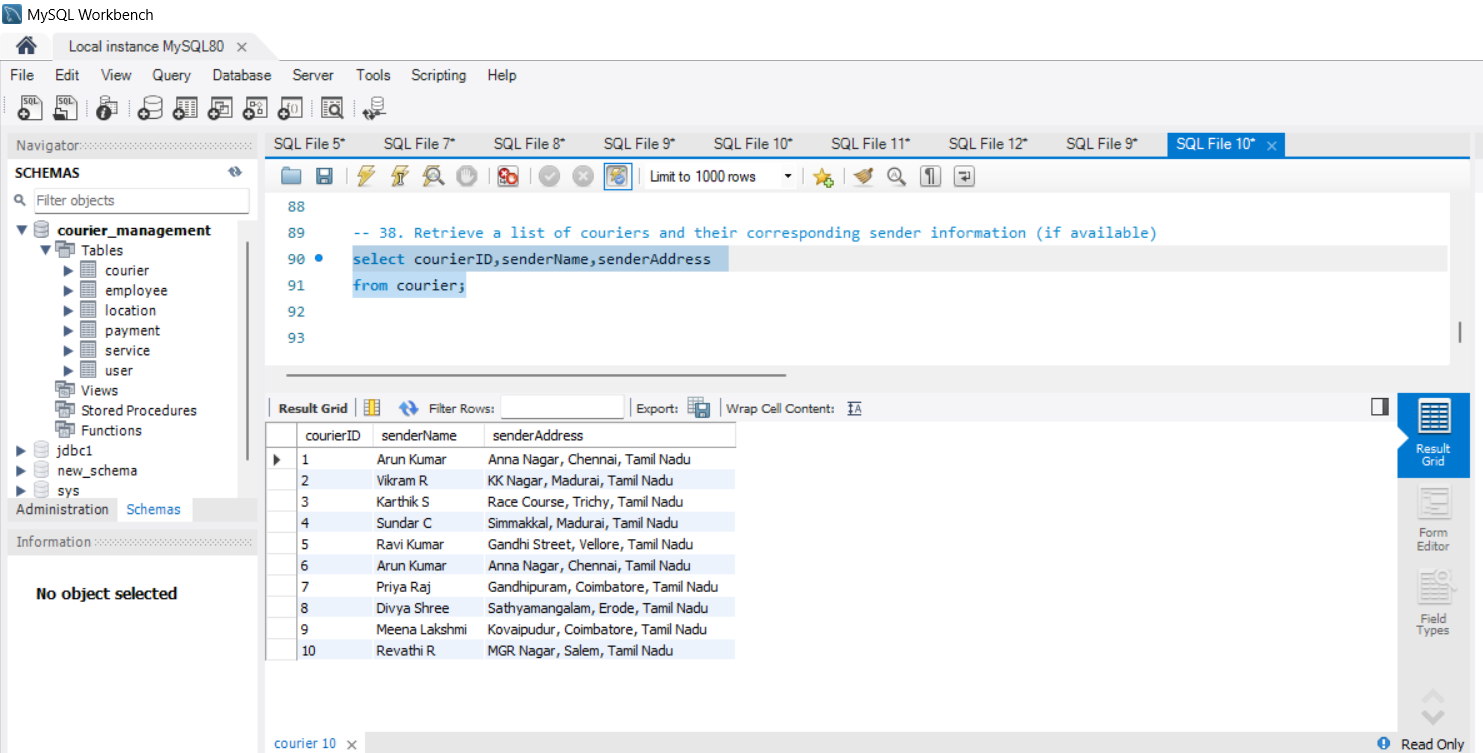 MySQL Workbench
Local instance MySQL80
File Edit View Query Database Server Tools Scripting Help
Navigator
SCHEMAS
Filter objects
courier_management
Tables
courier
employee
location
payment
service
user
Views
Stored Procedures
Functions
jdbc1
new_schema
sys
Administration Schemas
Information
No object selected
SQL File 5* SQL File 7* SQL File 8* SQL File 9* SQL File 10* SQL File 11* SQL File 12* SQL File 9* SQL File 10*
Limit to 1000 rows
88
89 -- 38. Retrieve a list of couriers and their corresponding sender information (if available)
90 select courierID,senderName,senderAddress
91 from courier;
92
93
Result Grid Filter Rows: Export: Wrap Cell Content:
courierID senderName senderAddress
1 Arun Kumar Anna Nagar, Chennai, Tamil Nadu
2 Vikram R KK Nagar, Madurai, Tamil Nadu
3 Karthik S Race Course, Trichy, Tamil Nadu
4 Sundar C Simmakkal, Madurai, Tamil Nadu
5 Ravi Kumar Gandhi Street, Vellore, Tamil Nadu
6 Arun Kumar Anna Nagar, Chennai, Tamil Nadu
7 Priya Raj Gandhipuram, Coimbatore, Tamil Nadu
8 Divya Shree Sathyamangalam, Erode, Tamil Nadu
9 Meena Lakshmi Kovaipudur, Coimbatore, Tamil Nadu
10 Revathi R MGR Nagar, Salem, Tamil Nadu
Result
Grid
Form
Editor
Field
Types
courier 10
Read Only